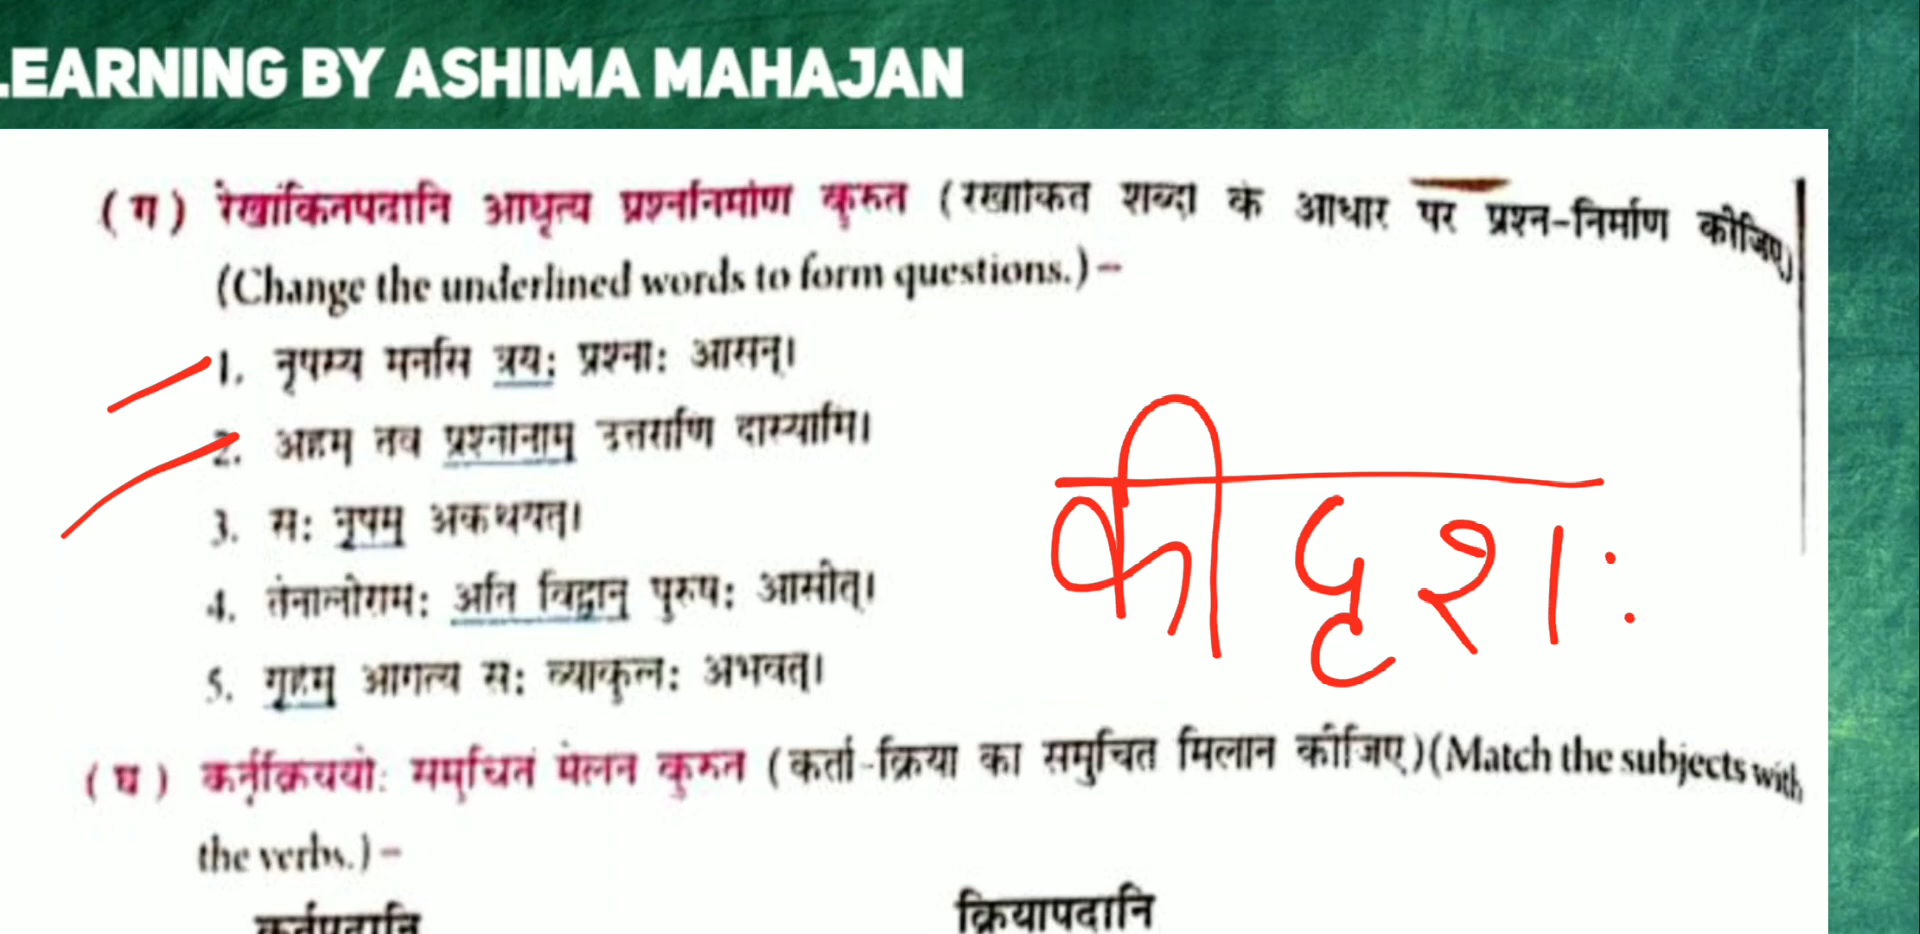 LEARNING BY ASHIMA MAHAJAN
( ग ) रेखांकितपदानि आधृत्य प्रश्ननिर्माण कुरुत (रेखांकित शब्दों के आधार पर प्रश्न-निर्माण कीजिए)
(Change the underlined words to form questions.) –
1. नृपस्य मनसि त्रयः प्रश्नाः आसन्।
2. अहम् तव प्रश्नानाम् उत्तराणि दास्यामि।
3. सः नृपम् अकथयत्।
4. तेनालीरामः अति विद्वान् पुरुषः आसीत्।
5. गृहम् आगत्य सः व्याकुलः अभवत्।
कीदृशः
( घ ) कर्तृक्रिययोः समुचितं मेलन कुरुत (कर्ता-क्रिया का समुचित मिलान कीजिए)(Match the subjects with
the verbs.) –
कर्तृपदानि क्रियापदानि